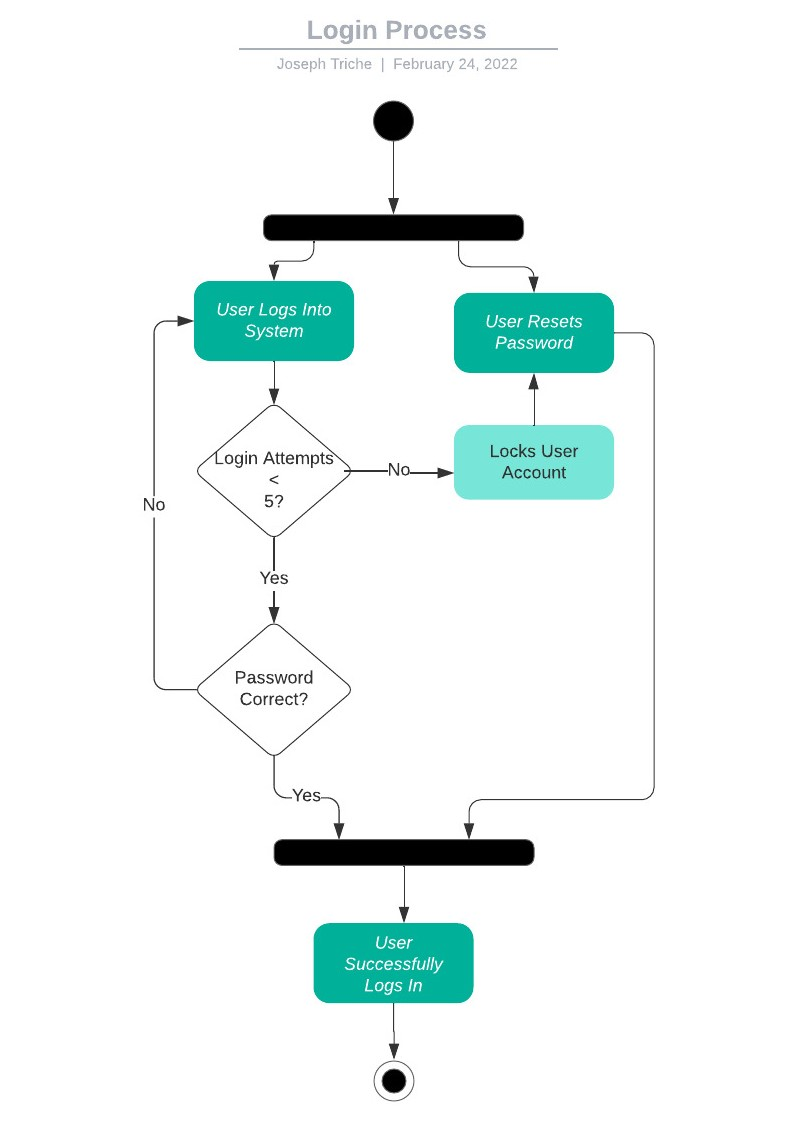 Login Process
Joseph Triche | February 24, 2022
User Logs Into
System
User Resets
Password
Login Attempts
<
5?
No
Locks User
Account
No
Yes
Password
Correct?
Yes
User
Successfully
Logs In